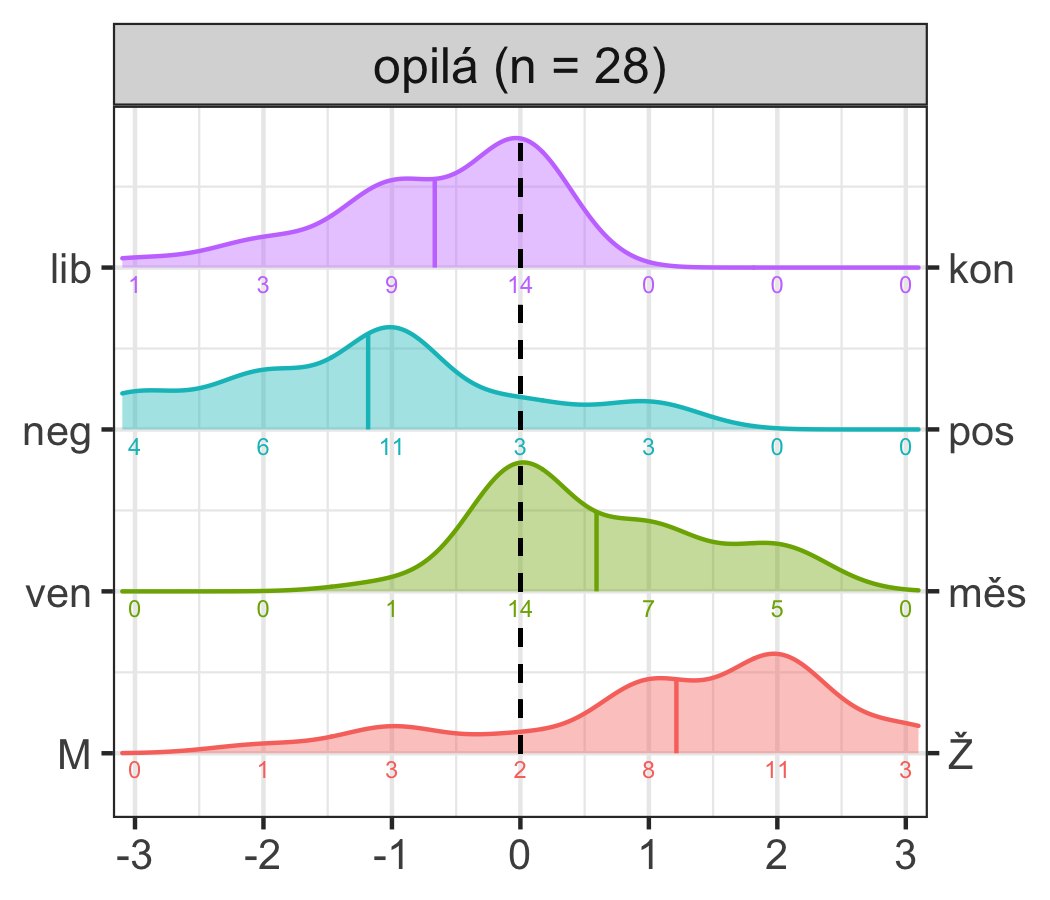 opilá (n = 28)
lib kon
1 3 9 14 0 0 0
neg pos
4 6 11 3 3 0 0
ven měs
0 0 1 14 7 5 0
M Ž
0 1 3 2 8 11 3
-3 -2 -1 0 1 2 3